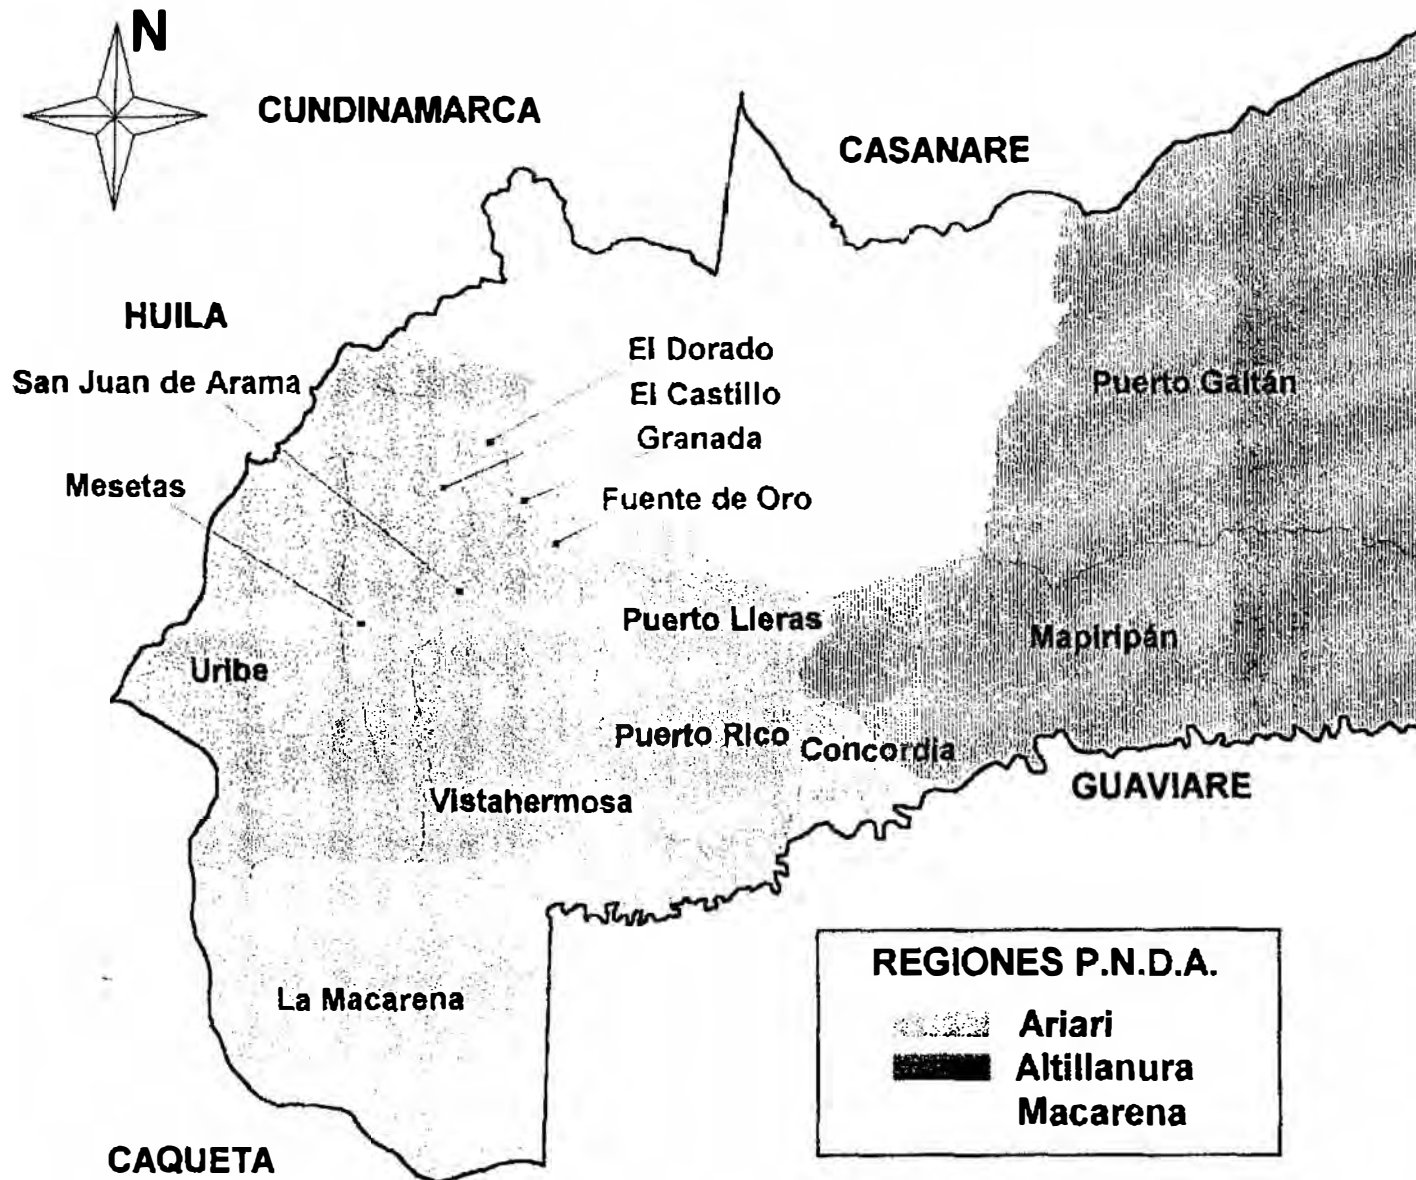 N
CUNDINAMARCA
CASANARE
HUILA
El Dorado
San Juan de Arama
El Castillo
Puerto Gaitán
Granada
Mesetas
Fuente de Oro
Puerto Lleras
Mapiripán
Uribe
Puerto Rico
Concordia
GUAVIARE
Vistahermosa
La Macarena
REGIONES P.N.D.A.
Ariari
Altillanura
Macarena
CAQUETA